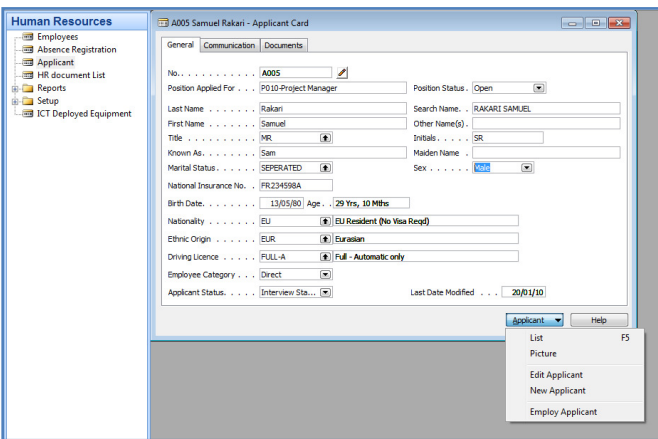 Human Resources
Employees
Absence Registration
Applicant
HR document List
Reports
Setup
ICT Deployed Equipment
A005 Samuel Rakari - Applicant Card
General Communication Documents
No. . . . . . . . . . . . A005
Position Applied For . . . P010-Project Manager Position Status . Open
Last Name . . . . . . . Rakari Search Name. . RAKARI SAMUEL
First Name . . . . . . . Samuel Other Name(s) .
Title . . . . . . . . . . MR Initials . . . . . SR
Known As. . . . . . . . Sam Maiden Name .
Marital Status . . . . . . SEPERATED Sex . . . . . . Male
National Insurance No. . FR234598A
Birth Date. . . . . . . . 13/05/80 Age . . 29 Yrs, 10 Mths
Nationality . . . . . . . EU EU Resident (No Visa Reqd)
Ethnic Origin . . . . . . EUR Eurasian
Driving Licence . . . . . FULL-A Full - Automatic only
Employee Category . . . Direct
Applicant Status. . . . . Interview Sta... Last Date Modified . . . 20/01/10
Applicant Help
List F5
Picture
Edit Applicant
New Applicant
Employ Applicant